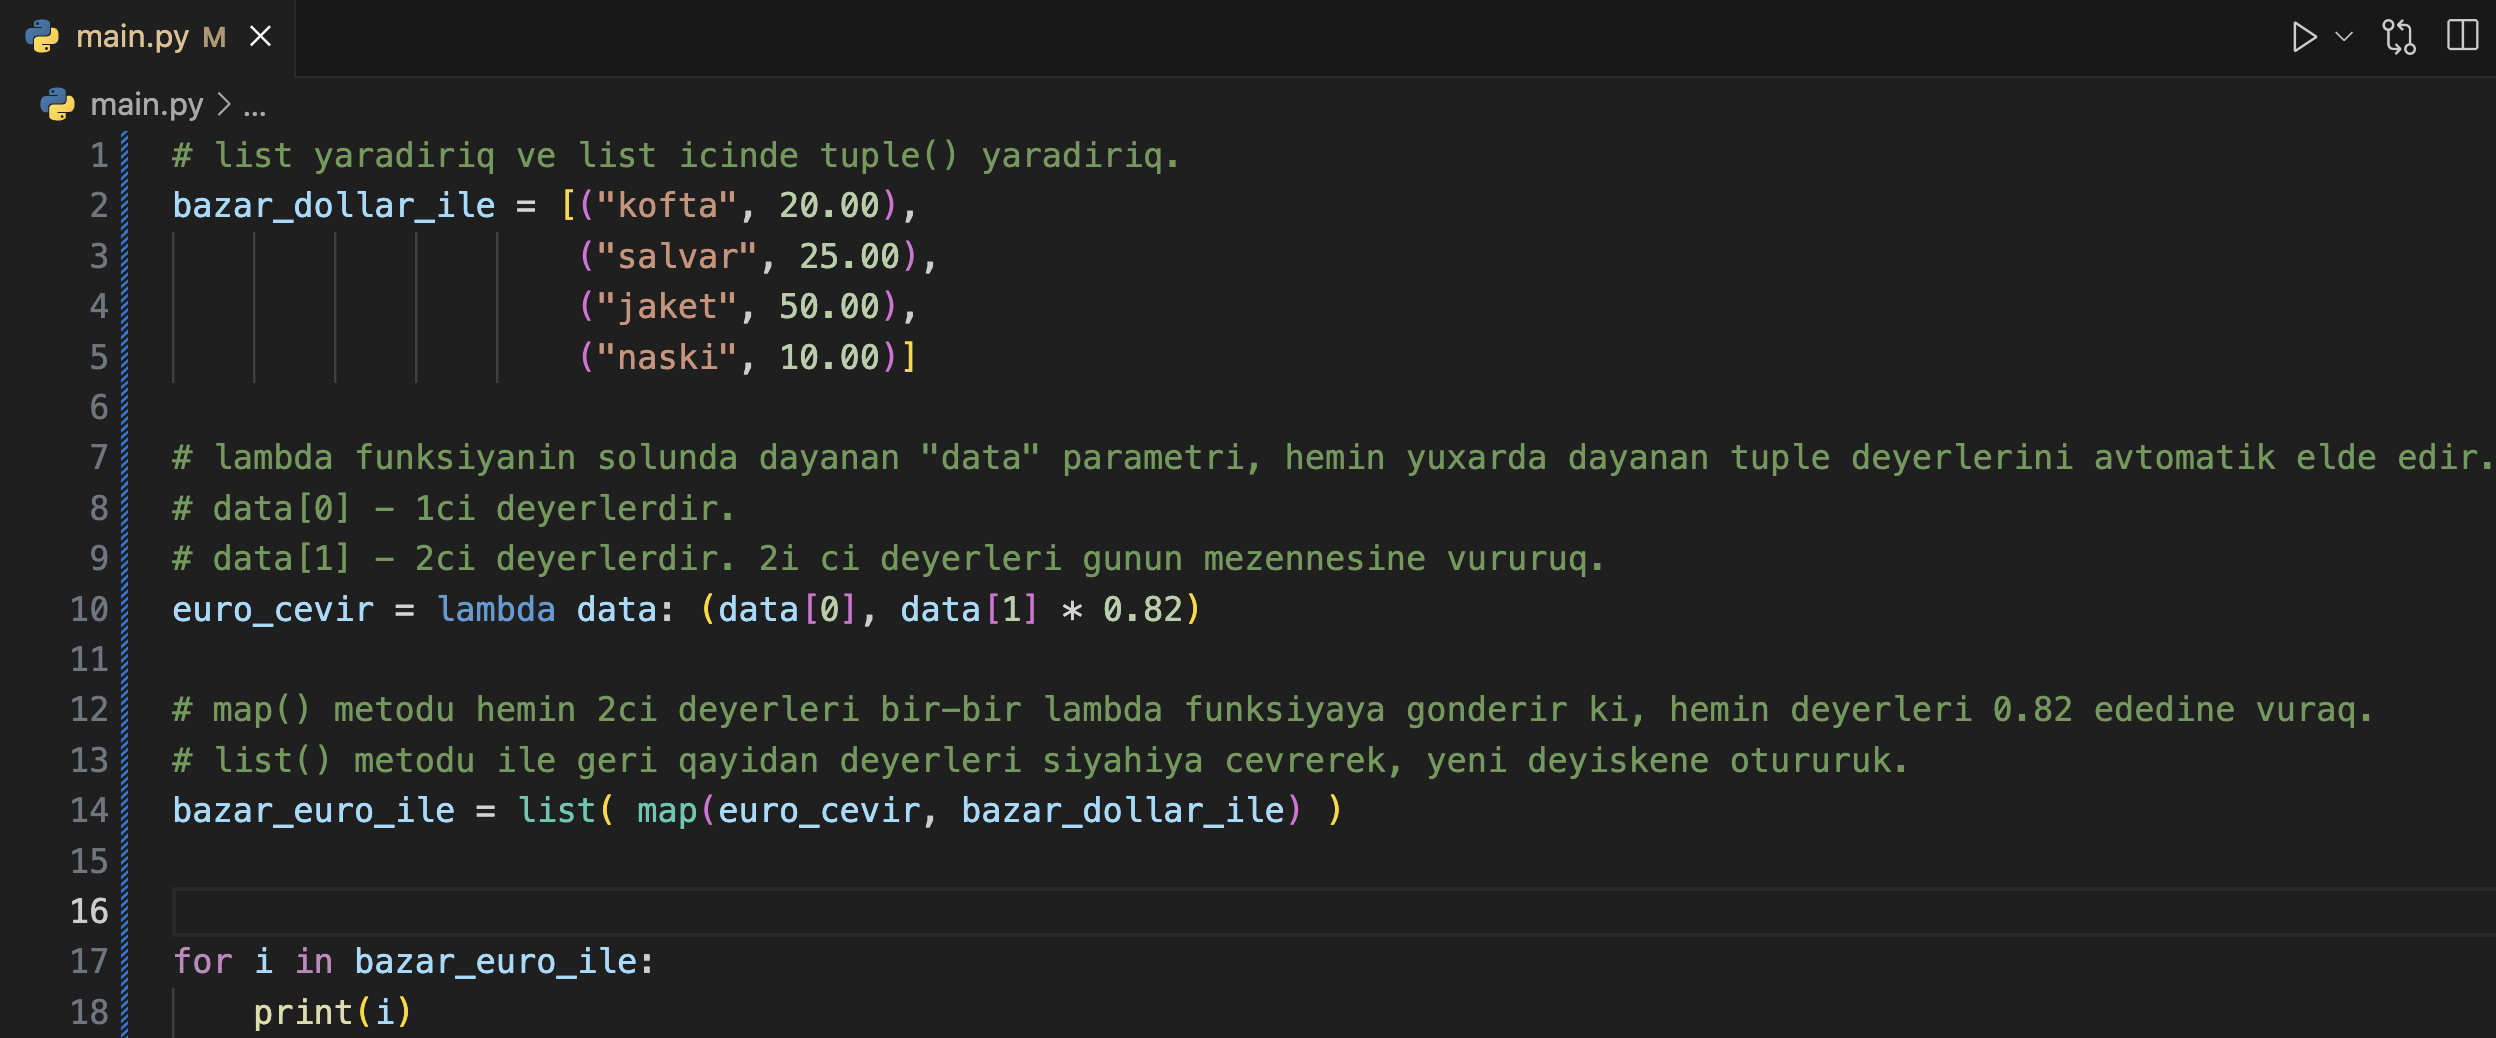 main.py M
main.py > ...
1 # list yaradiriq ve list icinde tuple() yaradiriq.
2 bazar_dollar_ile = [("kofta", 20.00),
3 ("salvar", 25.00),
4 ("jaket", 50.00),
5 ("naski", 10.00)]
6
7 # lambda funksiyanin solunda dayanan "data" parametri, hemin yuxarda dayanan tuple deyerlerini avtomatik elde edir.
8 # data[0] - 1ci deyerlerdir.
9 # data[1] - 2ci deyerlerdir. 2i ci deyerleri gunun mezennesine vururuq.
10 euro_cevir = lambda data: (data[0], data[1] * 0.82)
11
12 # map() metodu hemin 2ci deyerleri bir-bir lambda funksiyaya gonderir ki, hemin deyerleri 0.82 ededine vuraq.
13 # list() metodu ile geri qayidan deyerleri siyahiya cevrerek, yeni deyiskene otururuk.
14 bazar_euro_ile = list( map(euro_cevir, bazar_dollar_ile) )
15
16
17 for i in bazar_euro_ile:
18 print(i)